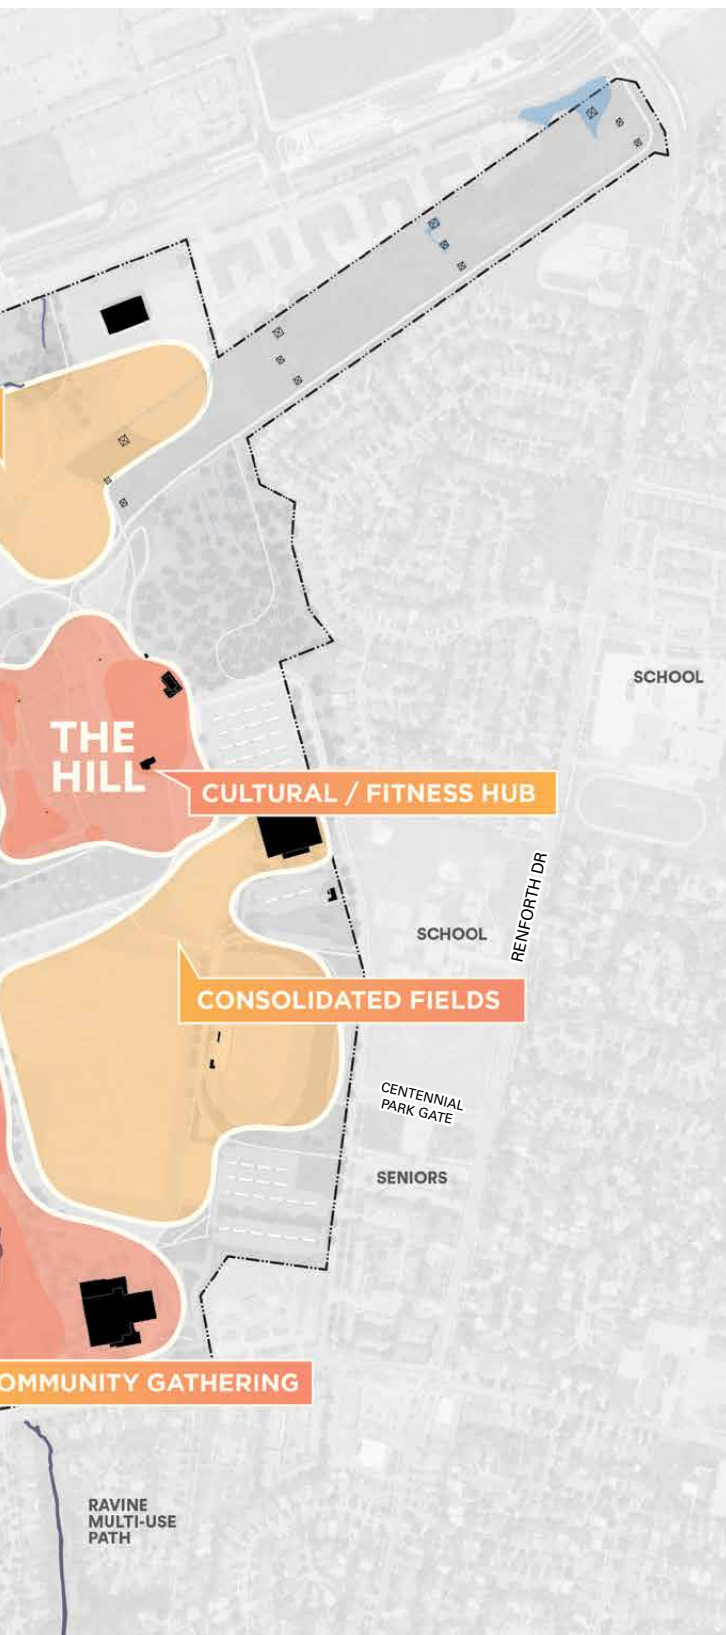 SCHOOL
THE
HILL
CULTURAL / FITNESS HUB
RENFORTH DR
SCHOOL
CONSOLIDATED FIELDS
CENTENNIAL
PARK GATE
SENIORS
OMMUNITY GATHERING
RAVINE
MULTI-USE
PATH